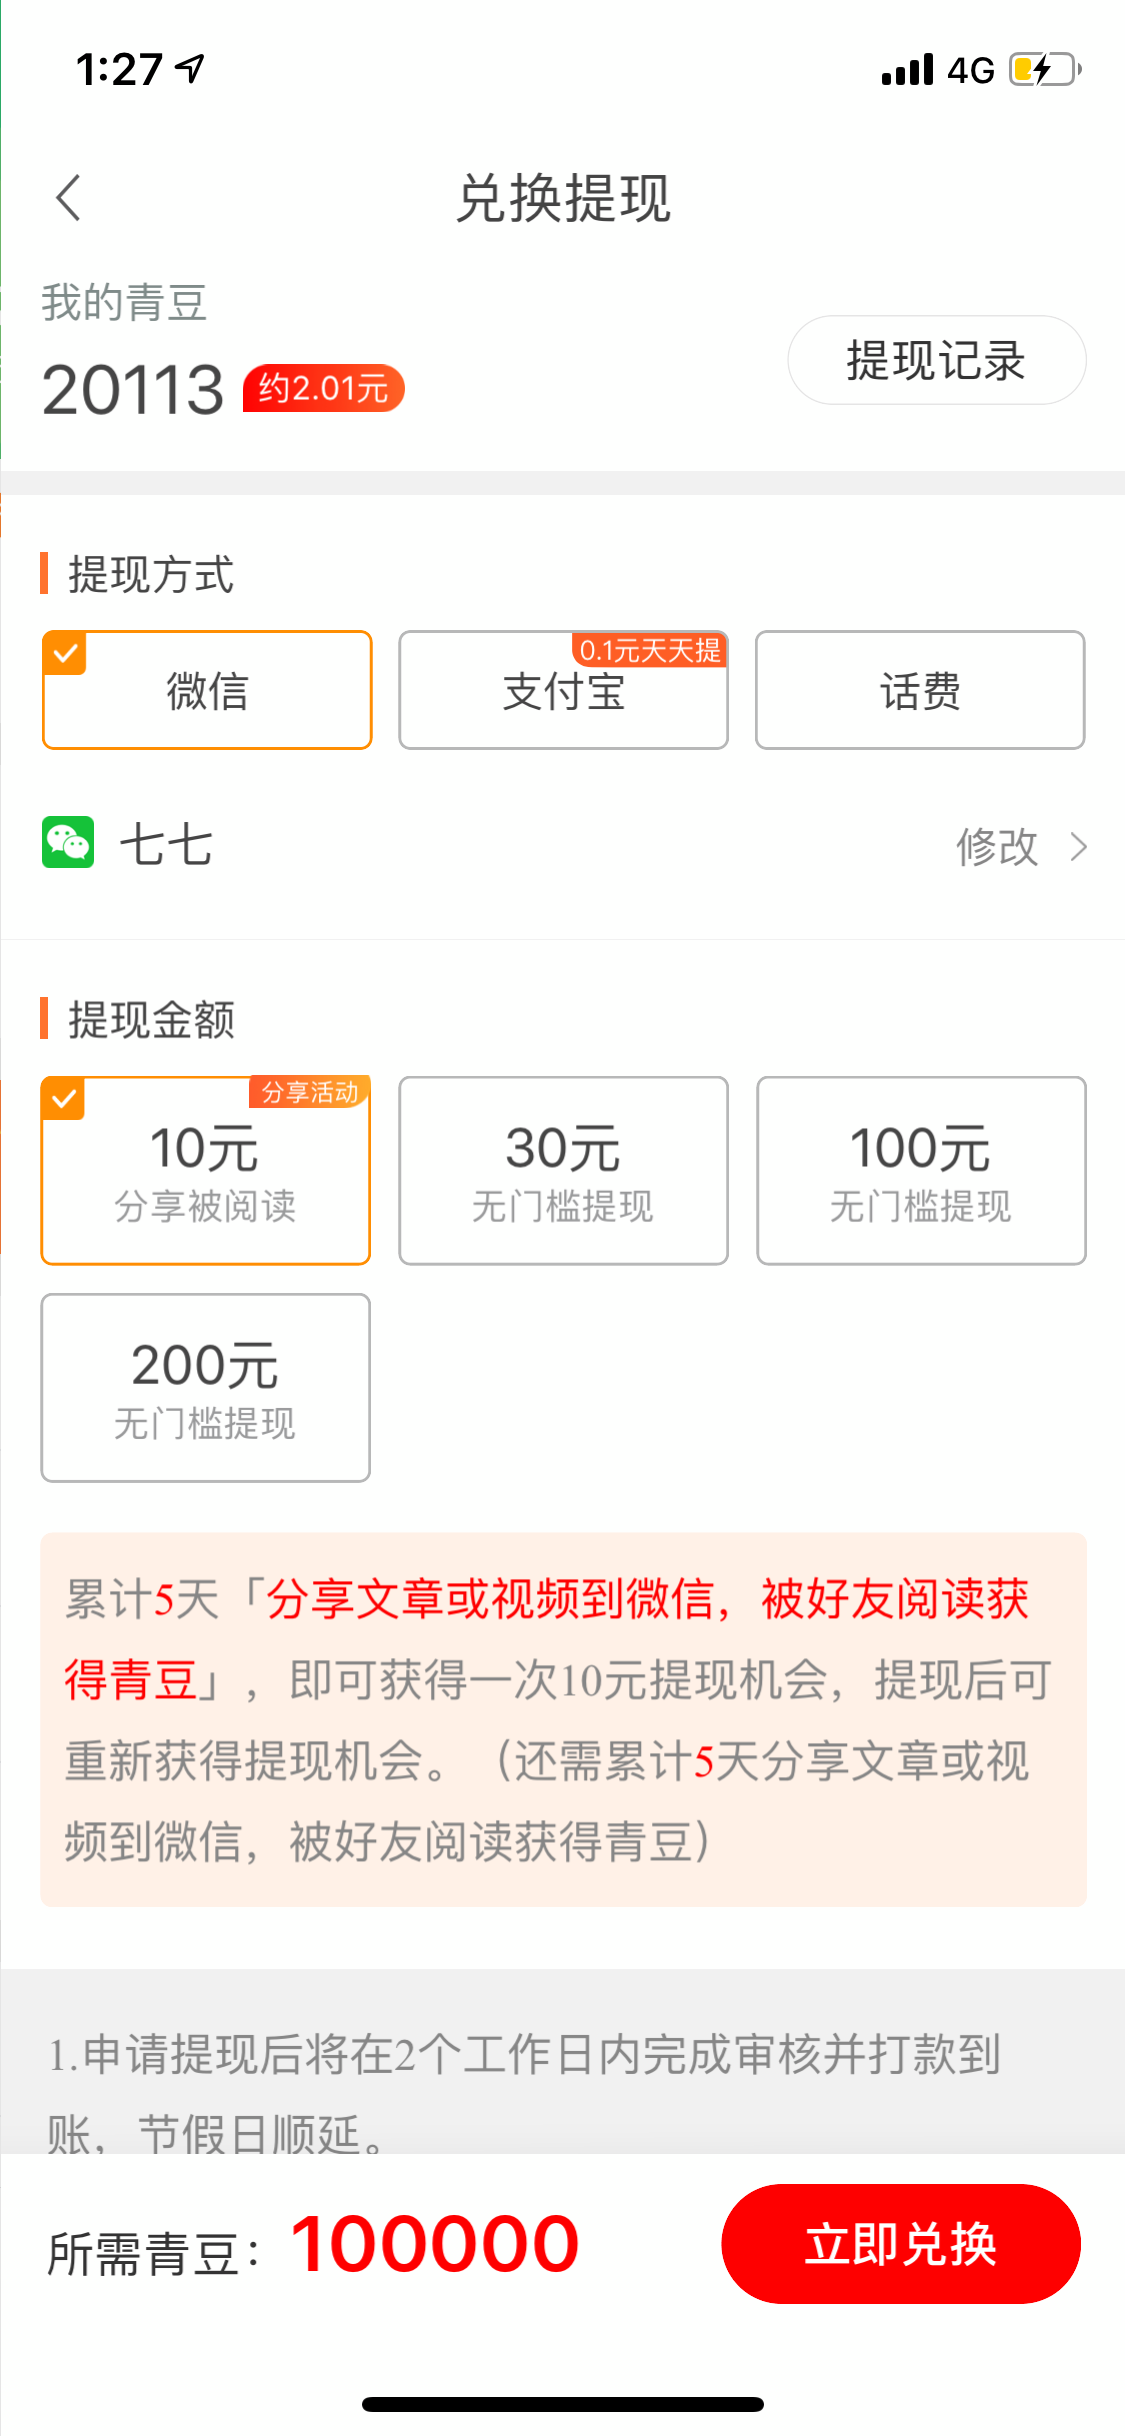 1:27
4G
兑换提现
我的青豆
20113 约2.01元
提现记录
提现方式
微信
0.1元天天提
支付宝
话费
七七
修改
提现金额
分享活动
10元
分享被阅读
30元
无门槛提现
100元
无门槛提现
200元
无门槛提现
累计5天「分享文章或视频到微信，被好友阅读获
得青豆」，即可获得一次10元提现机会，提现后可
重新获得提现机会。（还需累计5天分享文章或视
频到微信，被好友阅读获得青豆）
1.申请提现后将在2个工作日内完成审核并打款到
账，节假日顺延。
所需青豆：100000
立即兑换